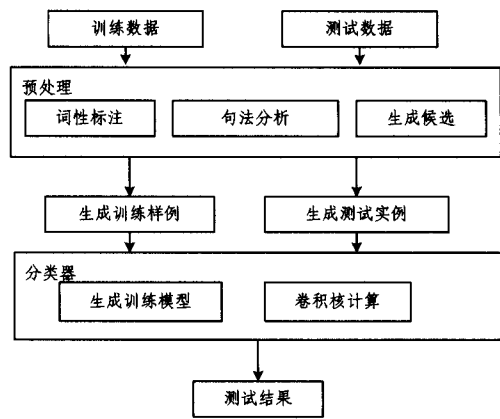 训练数据
测试数据
预处理
词性标注
句法分析
生成候选
生成训练样例
生成测试实例
分类器
生成训练模型
卷积核计算
测试结果